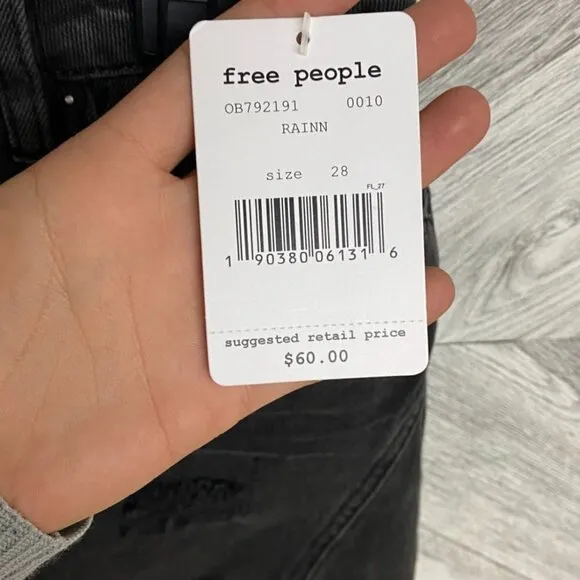 free people
OB792191 0010
RAINN
size 28
FL_27
1 90380 06131 6
suggested retail price
$60.00